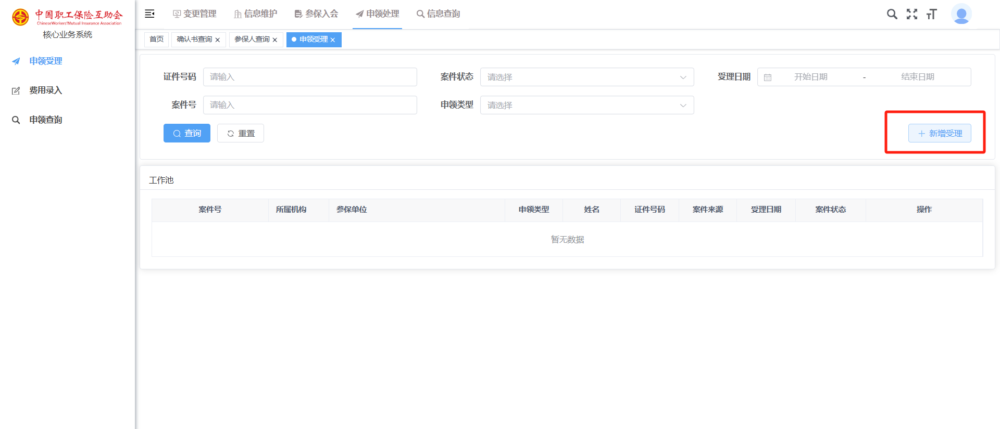 中国职工保险互助会
ChineseWorkers'Mutual Insurance Association
核心业务系统
申领受理
费用录入
申领查询
变更管理 信息维护 参保入会 申领处理 信息查询
首页 确认书查询 参保人查询 申领受理
证件号码 请输入 案件状态 请选择 受理日期 开始日期 - 结束日期
案件号 请输入 申领类型 请选择
查询 重置 新增受理
工作池
案件号 所属机构 参保单位 申领类型 姓名 证件号码 案件来源 受理日期 案件状态 操作
暂无数据